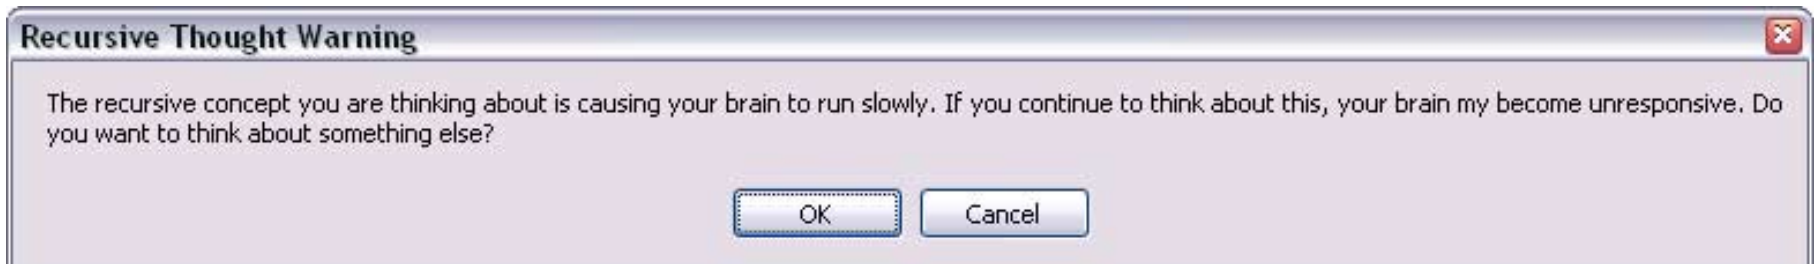 Recursive Thought Warning
The recursive concept you are thinking about is causing your brain to run slowly. If you continue to think about this, your brain my become unresponsive. Do
you want to think about something else?
OK Cancel